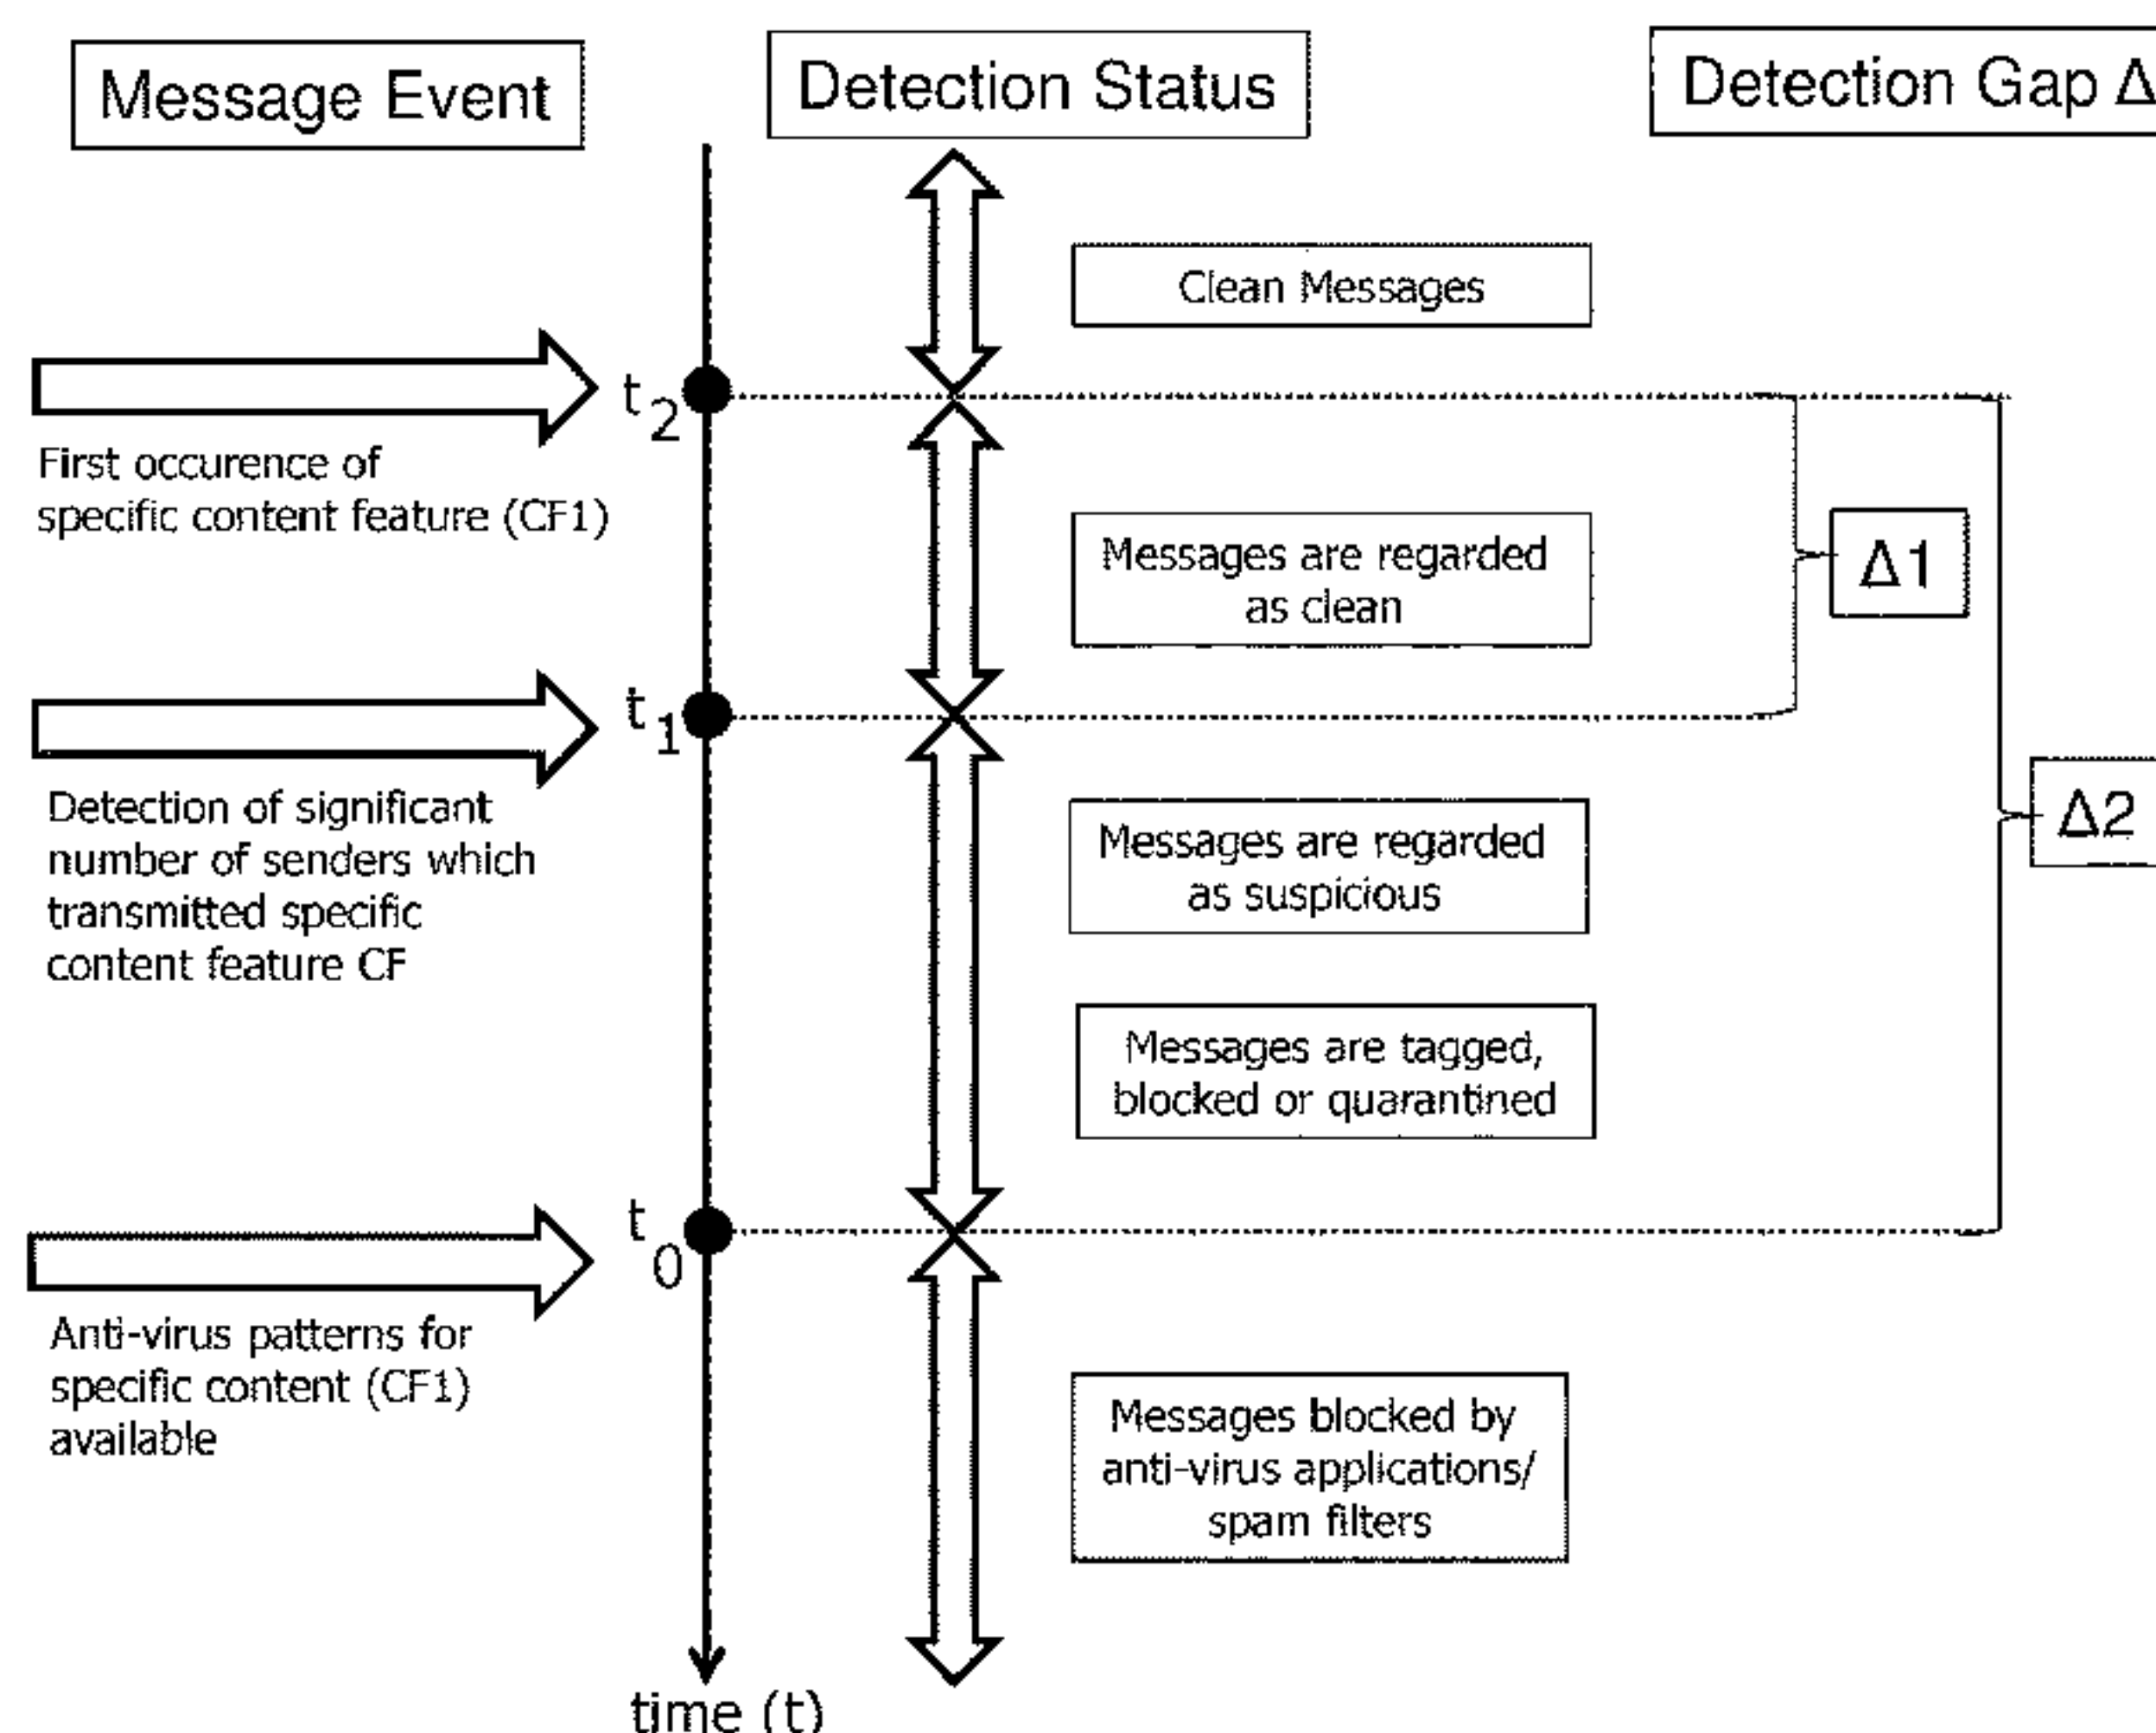 Message Event
Detection Status
Detection Gap Δ
Clean Messages
t2
First occurence of
specific content feature (CF1)
Messages are regarded
as clean
Δ1
t1
Detection of significant
number of senders which
transmitted specific
content feature CF
Messages are regarded
as suspicious
Δ2
Messages are tagged,
blocked or quarantined
t0
Anti-virus patterns for
specific content (CF1)
available
Messages blocked by
anti-virus applications/
spam filters
time (t)